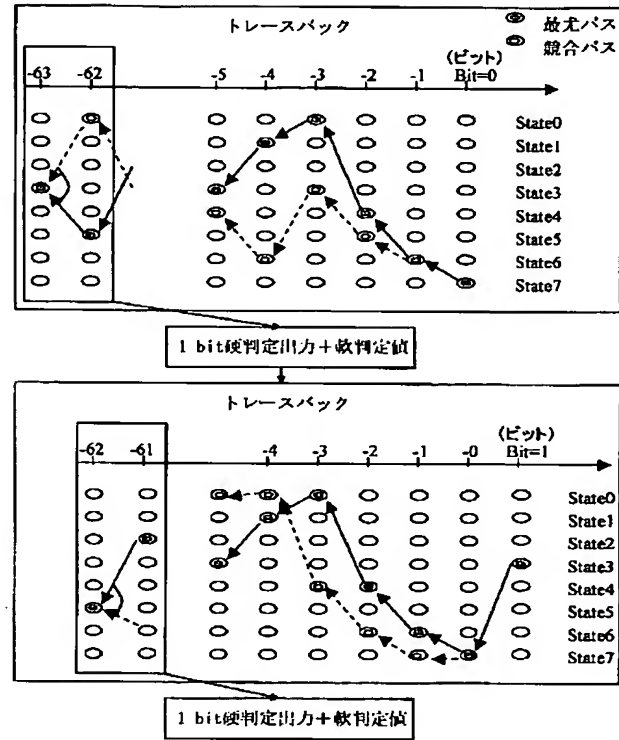 トレースバック
最尤パス
競合パス
(ビット)
-63 -62 -5 -4 -3 -2 -1 Bit=0
State0
State1
State2
State3
State4
State5
State6
State7
1 bit硬判定出力+軟判定値
トレースバック
(ビット)
-62 -61 -4 -3 -2 -1 -0 Bit=1
State0
State1
State2
State3
State4
State5
State6
State7
1 bit硬判定出力+軟判定値